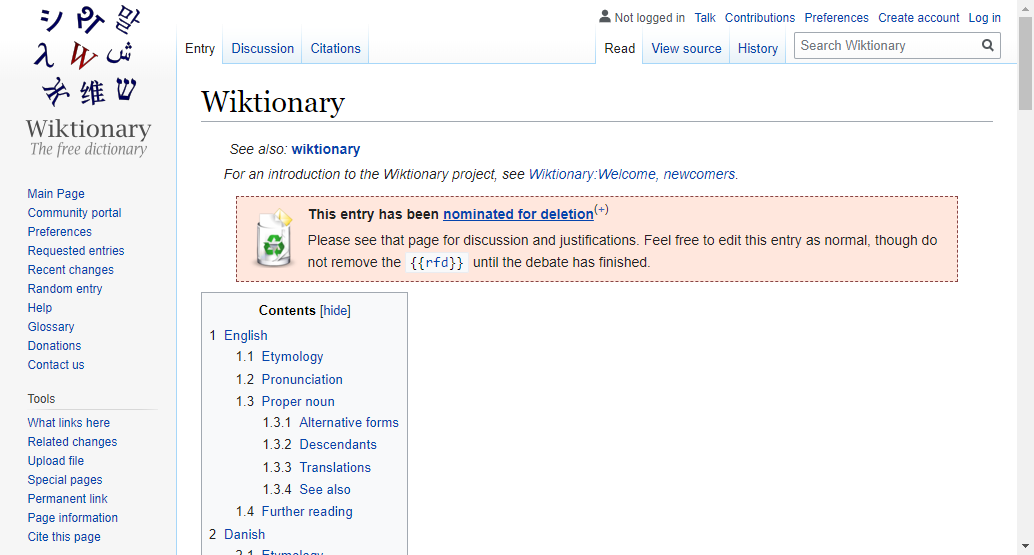 シ वि 말
λ W ش
維 ש
Wiktionary
The free dictionary
Not logged in Talk Contributions Preferences Create account Log in
Entry Discussion Citations Read View source History Search Wiktionary
Main Page
Community portal
Preferences
Requested entries
Recent changes
Random entry
Help
Glossary
Donations
Contact us
Tools
What links here
Related changes
Upload file
Special pages
Permanent link
Page information
Cite this page
Wiktionary
See also: wiktionary
For an introduction to the Wiktionary project, see Wiktionary:Welcome, newcomers.
This entry has been nominated for deletion(+)
Please see that page for discussion and justifications. Feel free to edit this entry as normal, though do
not remove the {{rfd}} until the debate has finished.
Contents [hide]
1 English
1.1 Etymology
1.2 Pronunciation
1.3 Proper noun
1.3.1 Alternative forms
1.3.2 Descendants
1.3.3 Translations
1.3.4 See also
1.4 Further reading
2 Danish
2.1 Etymology